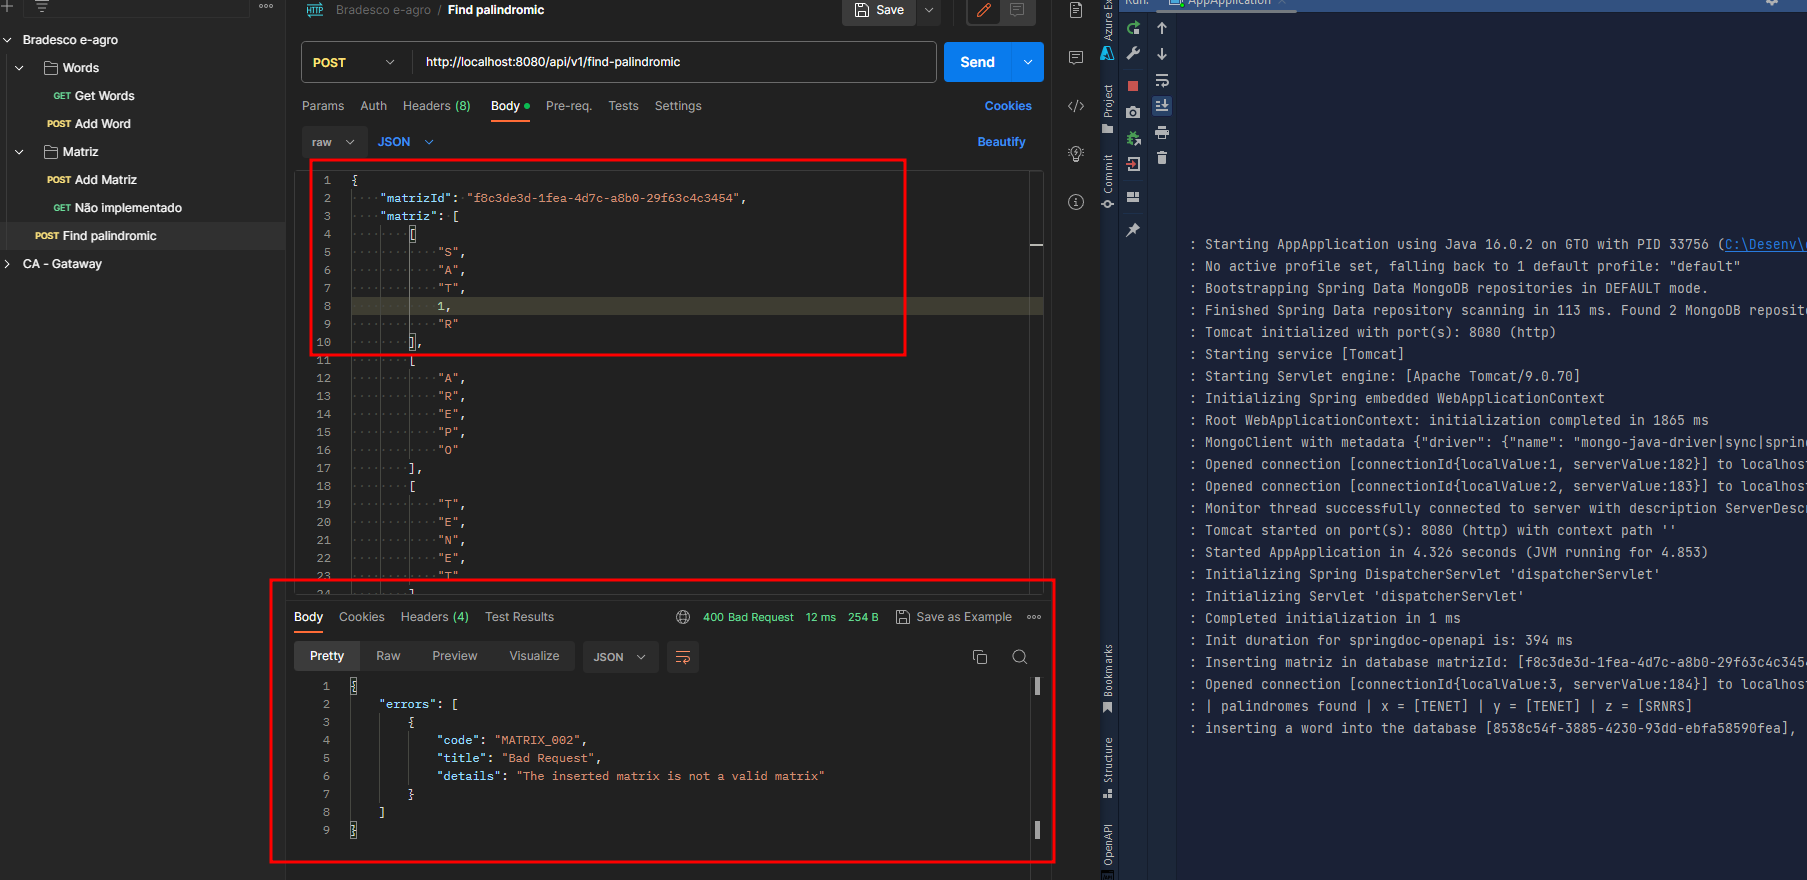 Bradesco e-agro
Words
GET Get Words
POST Add Word
Matriz
POST Add Matriz
GET Não implementado
POST Find palindromic
CA - Gataway
HTTP Bradesco e-agro / Find palindromic
Save
POST http://localhost:8080/api/v1/find-palindromic
Send
Params Auth Headers (8) Body Pre-req. Tests Settings Cookies
raw JSON Beautify
1 {
2 "matrizId": "f8c3de3d-1fea-4d7c-a8b0-29f63c4c3454",
3 "matriz": [
4 [
5 "S",
6 "A",
7 "T",
8 1,
9 "R"
10 ],
11 [
12 "A",
13 "R",
14 "E",
15 "P",
16 "O"
17 ],
18 [
19 "T",
20 "E",
21 "N",
22 "E",
23 "T"
24 ]
Body Cookies Headers (4) Test Results 400 Bad Request 12 ms 254 B Save as Example
Pretty Raw Preview Visualize JSON
1 {
2 "errors": [
3 {
4 "code": "MATRIX_002",
5 "title": "Bad Request",
6 "details": "The inserted matrix is not a valid matrix"
7 }
8 ]
9 }
Azure Ex
Project
Commit
Bookmarks
Structure
OpenAPI
Run: AppApplication
: Starting AppApplication using Java 16.0.2 on GTO with PID 33756 (C:\Desenv\
: No active profile set, falling back to 1 default profile: "default"
: Bootstrapping Spring Data MongoDB repositories in DEFAULT mode.
: Finished Spring Data repository scanning in 113 ms. Found 2 MongoDB reposit
: Tomcat initialized with port(s): 8080 (http)
: Starting service [Tomcat]
: Starting Servlet engine: [Apache Tomcat/9.0.70]
: Initializing Spring embedded WebApplicationContext
: Root WebApplicationContext: initialization completed in 1865 ms
: MongoClient with metadata {"driver": {"name": "mongo-java-driver|sync|sprin
: Opened connection [connectionId{localValue:1, serverValue:182}] to localhos
: Opened connection [connectionId{localValue:2, serverValue:183}] to localhos
: Monitor thread successfully connected to server with description ServerDesc
: Tomcat started on port(s): 8080 (http) with context path ''
: Started AppApplication in 4.326 seconds (JVM running for 4.853)
: Initializing Spring DispatcherServlet 'dispatcherServlet'
: Initializing Servlet 'dispatcherServlet'
: Completed initialization in 1 ms
: Init duration for springdoc-openapi is: 394 ms
: Inserting matriz in database matrizId: [f8c3de3d-1fea-4d7c-a8b0-29f63c4c345
: Opened connection [connectionId{localValue:3, serverValue:184}] to localhos
: | palindromes found | x = [TENET] | y = [TENET] | z = [SRNRS]
: inserting a word into the database [8538c54f-3885-4230-93dd-ebfa58590fea],